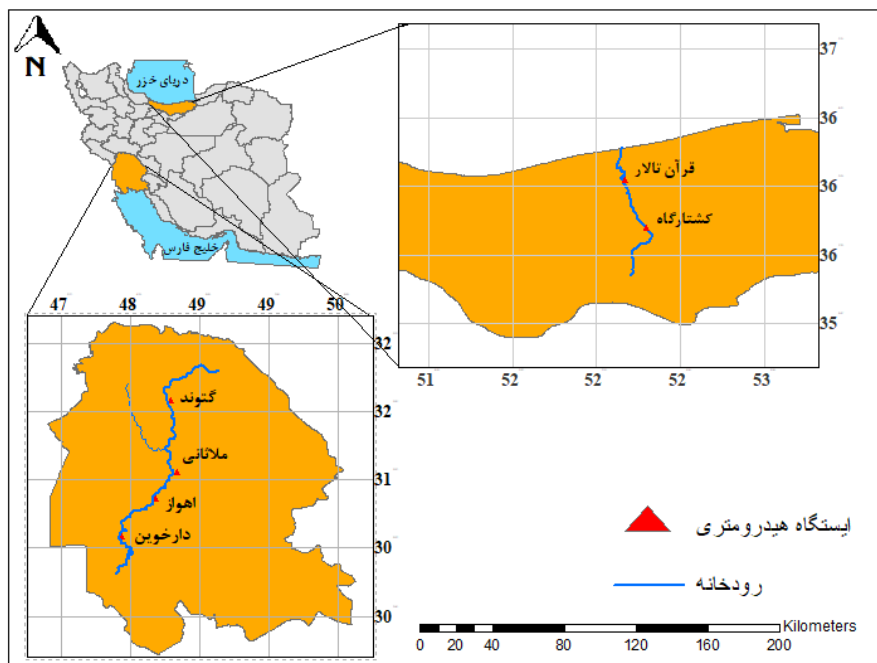 N
دریای خزر
خلیج فارس
37
36
36
36
35
51
52
52
52
53
قرآن تالار
کشتارگاه
47
48
49
49
50
32
32
31
30
30
گتوند
ملاثانی
اهواز
دارخوین
ایستگاه هیدرومتری
رودخانه
Kilometers
0 10 20 40 80 120 160 200